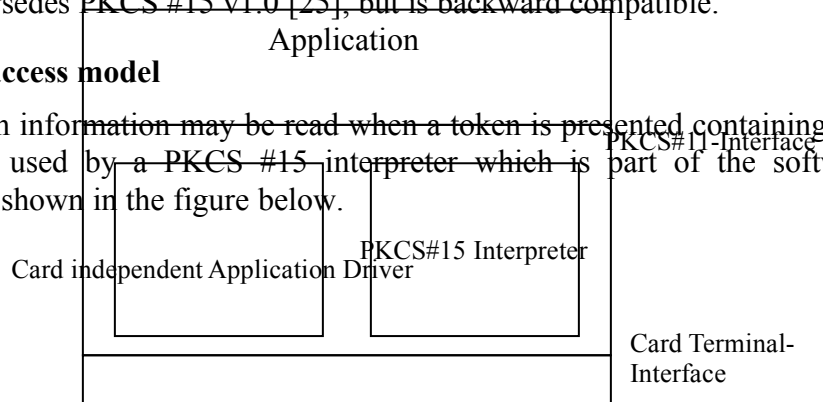 sedes PKCS #15 v1.0 [25], but is backward compatible.
Application
ccess model
n information may be read when a token is presented containing
PKCS#11-Interface
used by a PKCS #15 interpreter which is part of the softw
shown in the figure below.
PKCS#15 Interpreter
Card independent Application Driver
Card Terminal-
Interface